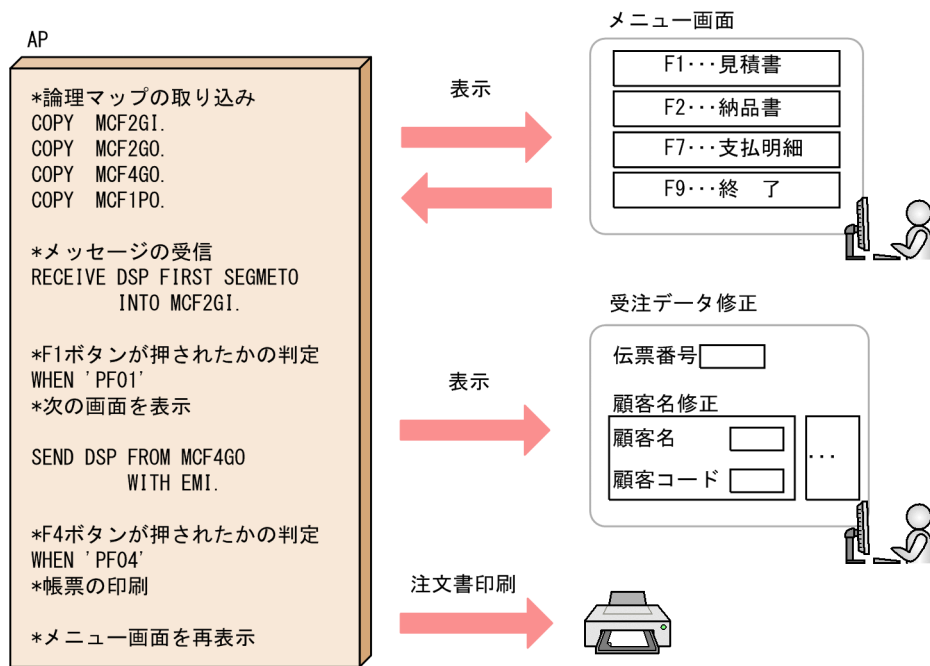 AP
*論理マップの取り込み
COPY MCF2GI.
COPY MCF2GO.
COPY MCF4GO.
COPY MCF1PO.
*メッセージの受信
RECEIVE DSP FIRST SEGMETO
INTO MCF2GI.
*F1ボタンが押されたかの判定
WHEN 'PF01'
*次の画面を表示
SEND DSP FROM MCF4GO
WITH EMI.
*F4ボタンが押されたかの判定
WHEN 'PF04'
*帳票の印刷
*メニュー画面を再表示
表示
メニュー画面
F1･･･見積書
F2･･･納品書
F7･･･支払明細
F9･･･終　了
表示
受注データ修正
伝票番号
顧客名修正
顧客名
顧客コード
...
注文書印刷